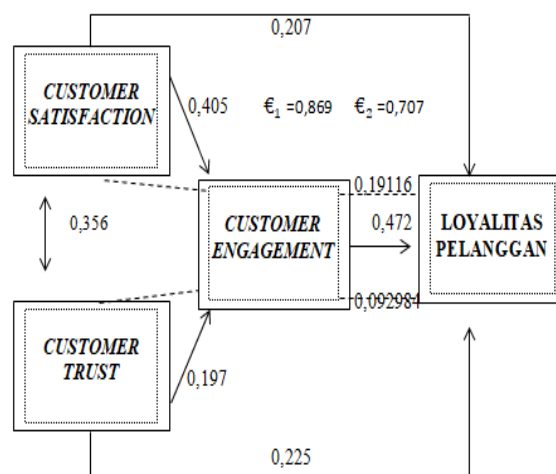 0,207
CUSTOMER
SATISFACTION
0,405
€1 =0,869
€2 =0,707
0,19116
0,356
CUSTOMER
ENGAGEMENT
0,472
LOYALITAS
PELANGGAN
0,092984
CUSTOMER
TRUST
0,197
0,225